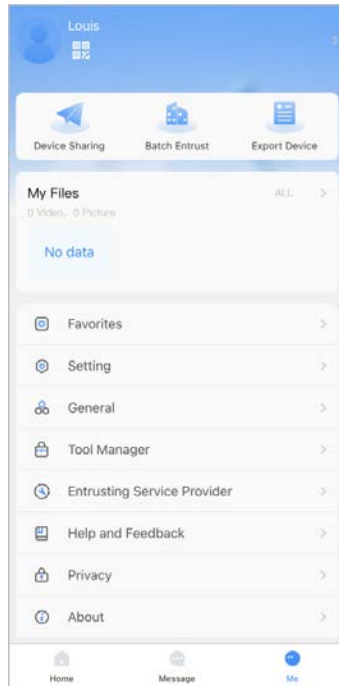 Louis
Device Sharing Batch Entrust Export Device
My Files ALL
0 Video, 0 Picture
No data
Favorites
Setting
General
Tool Manager
Entrusting Service Provider
Help and Feedback
Privacy
About
Home Message Me